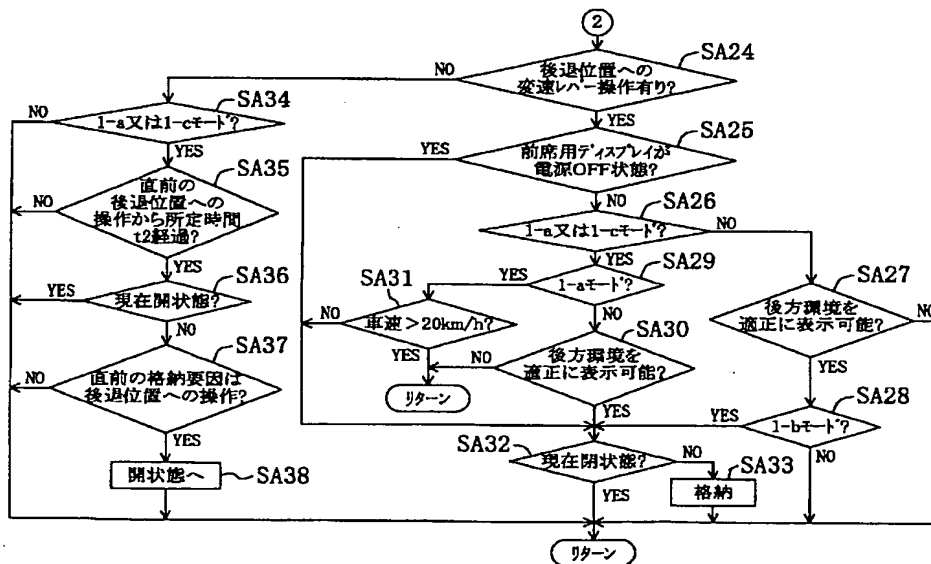 2
SA24
後退位置への
変速レバー操作有り?
NO
YES
SA34
1-a又は1-cモード?
NO
YES
SA25
前席用ディスプレイが
電源OFF状態?
YES
NO
SA35
直前の
後退位置への
操作から所定時間
t2経過?
NO
YES
SA26
1-a又は1-cモード?
NO
YES
SA29
1-aモード?
YES
NO
SA27
後方環境を
適正に表示可能?
NO
YES
SA36
現在開状態?
YES
NO
SA31
車速>20km/h?
NO
YES
リターン
SA30
後方環境を
適正に表示可能?
NO
YES
SA37
直前の格納要因は
後退位置への操作?
NO
YES
SA28
1-bモード?
YES
NO
SA32
現在閉状態?
NO
YES
SA33
格納
開状態へ
SA38
リターン